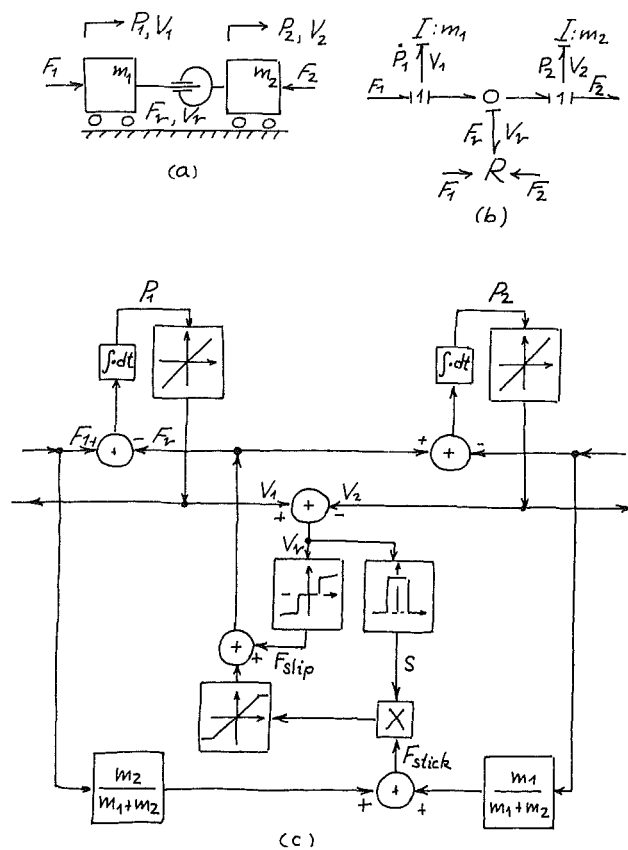 P₁, V₁
P₂, V₂
F₁
m₁
m₂
F₂
Fᵣ, Vᵣ
(a)
I:m₁
I:m₂
Ṗ₁ V₁
Ṗ₂ V₂
F₁
1
0
1
F₂
Fᵣ Vᵣ
F₁ R F₂
(b)
P₁
P₂
∫·dt
∫·dt
F₁ + + - Fᵣ
+ + -
V₁ + + - V₂
Vᵣ
+ + Fslip
S
X
Fstick
m₂
m₁+m₂
+ + +
m₁
m₁+m₂
(c)